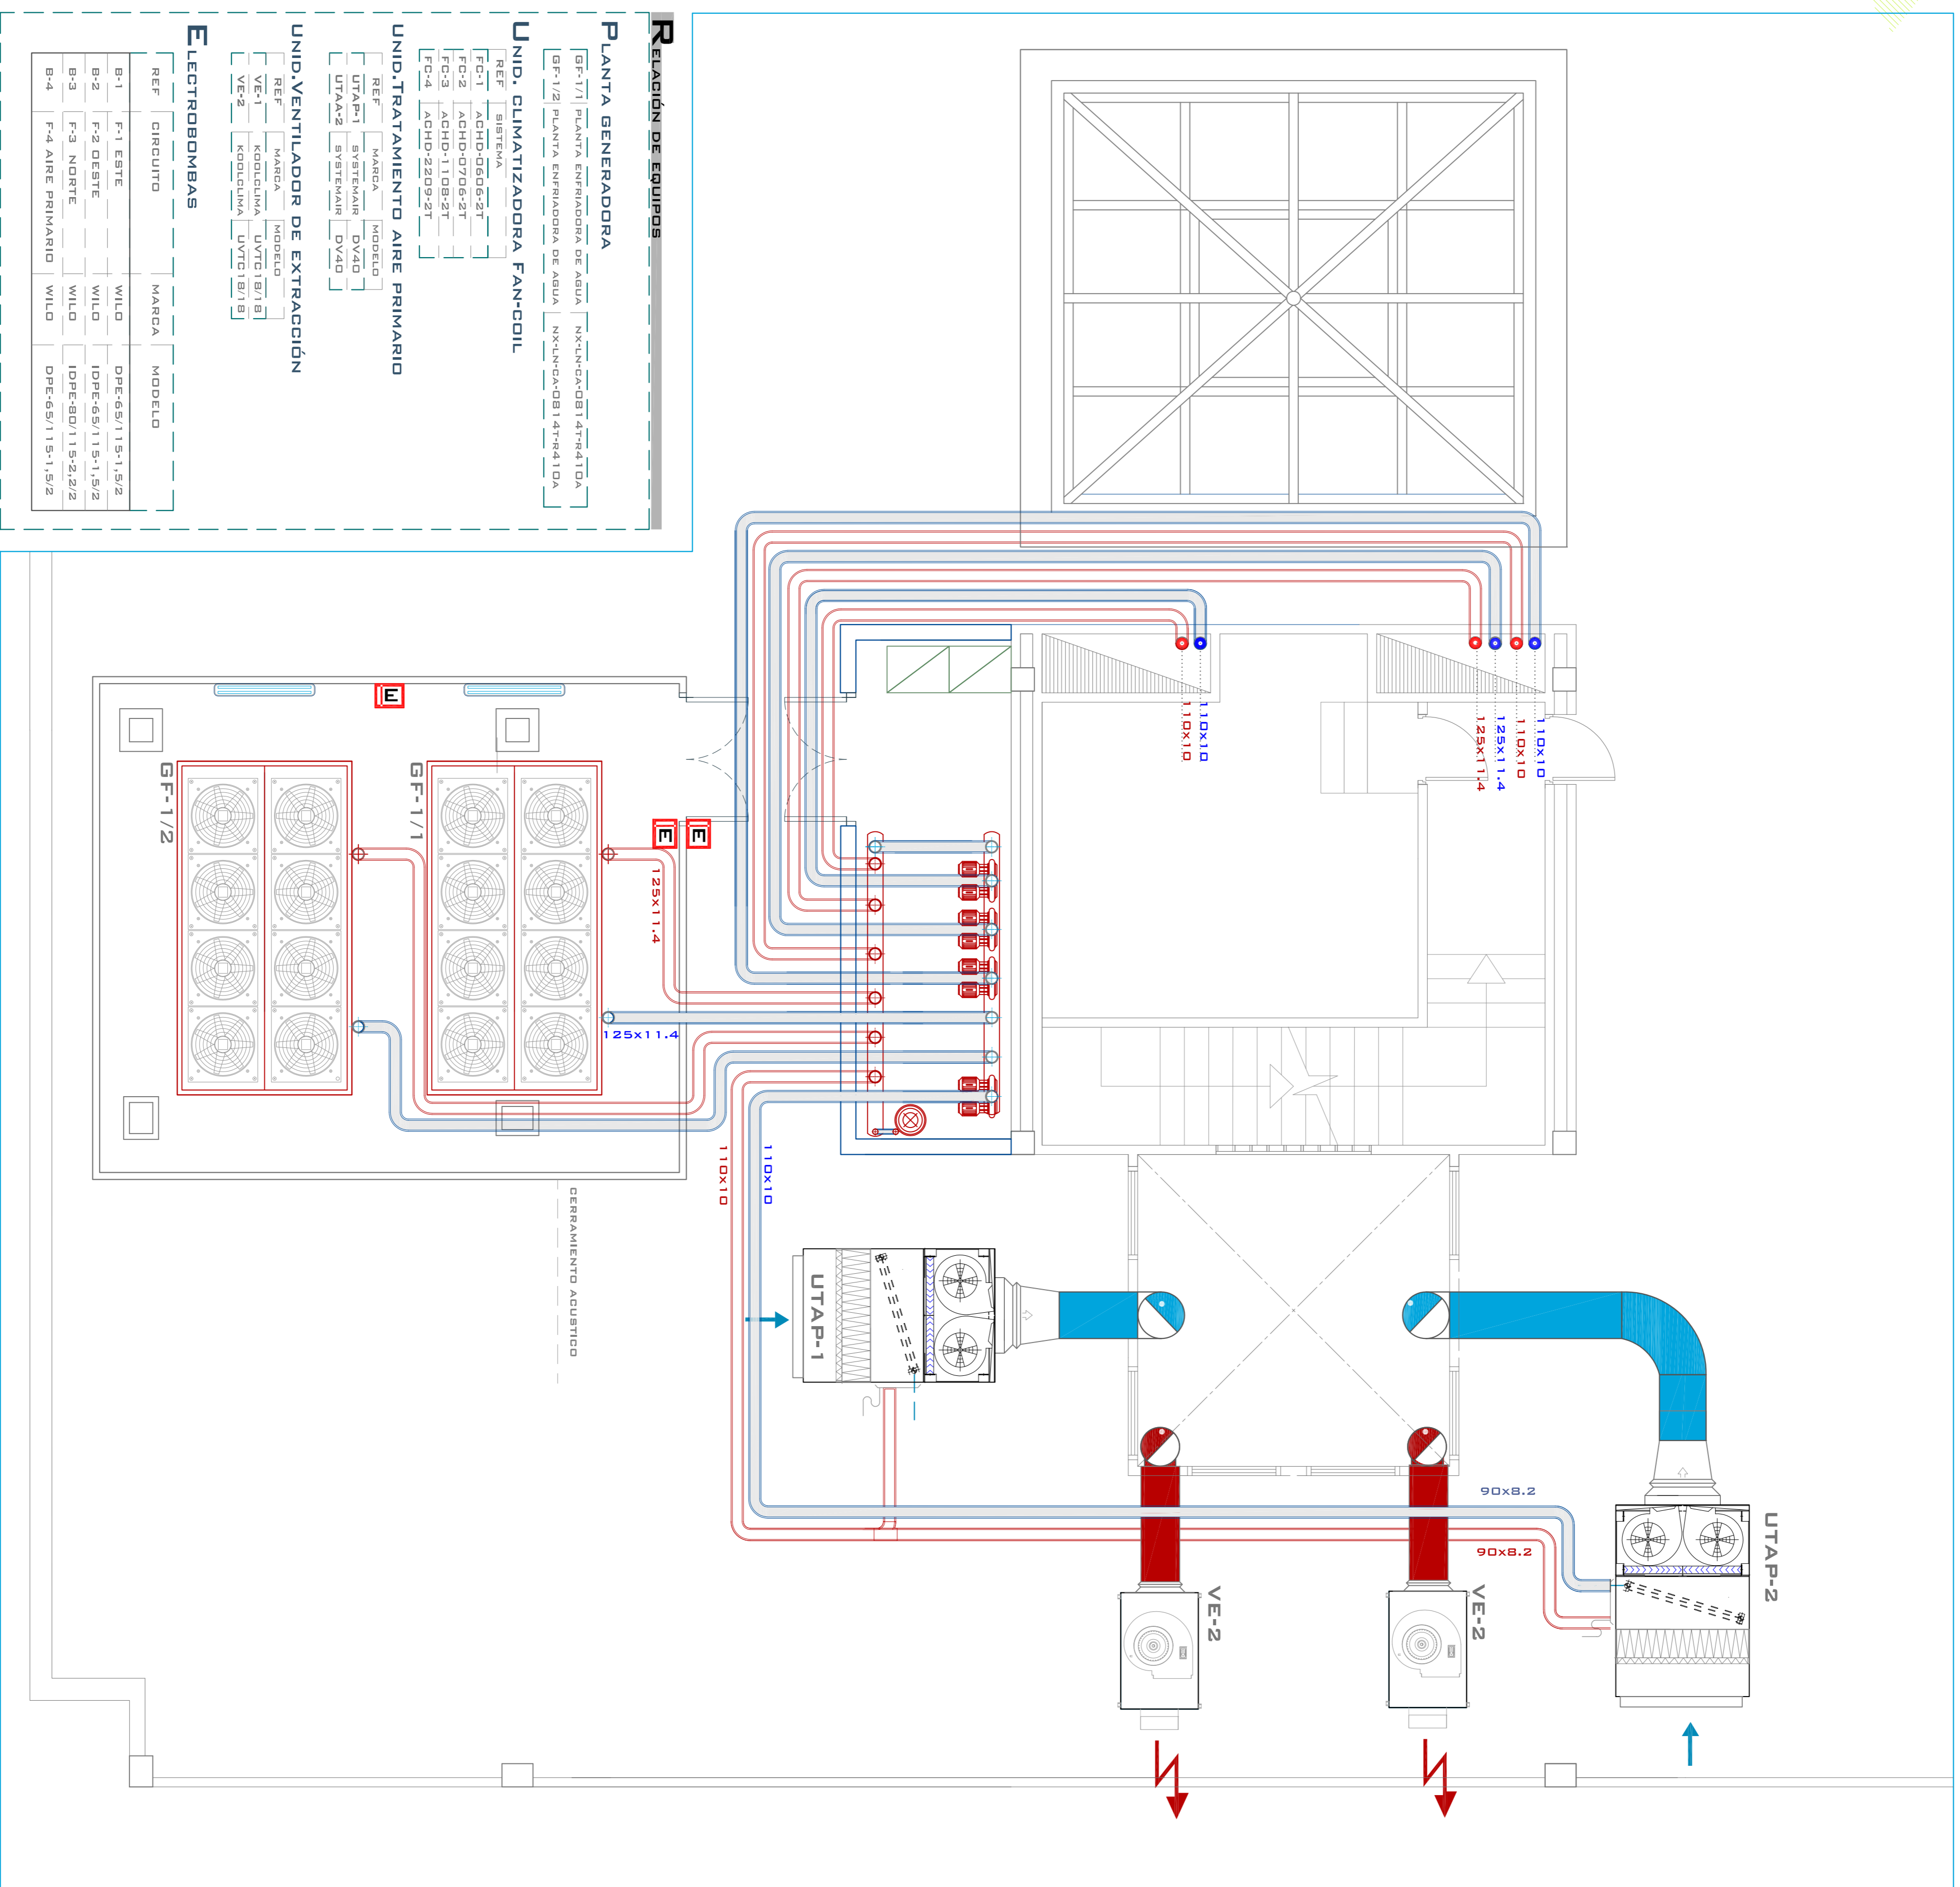 RELACIÓN DE EQUIPOS
PLANTA GENERADORA
GF-1/1 PLANTA ENFRIADORA DE AGUA NX-LN-CA-0814T-R410A
GF-1/2 PLANTA ENFRIADORA DE AGUA NX-LN-CA-0814T-R410A
UNID. CLIMATIZADORA FAN-COIL
REF SISTEMA
FC-1 ACHD-0606-2T
FC-2 ACHD-0706-2T
FC-3 ACHD-1108-2T
FC-4 ACHD-2209-2T
UNID.TRATAMIENTO AIRE PRIMARIO
REF MARCA MODELO
UTAP-1 SYSTEMAIR DV40
UTAA-2 SYSTEMAIR DV40
UNID.VENTILADOR DE EXTRACCIÓN
REF MARCA MODELO
VE-1 KOOLCLIMA UVTC18/18
VE-2 KOOLCLIMA UVTC18/18
ELECTROBOMBAS
REF CIRCUITO MARCA MODELO
B-1 F-1 ESTE WILO DPE-65/115-1,5/2
B-2 F-2 OESTE WILO IDPE-65/115-1,5/2
B-3 F-3 NORTE WILO IDPE-80/115-2,2/2
B-4 F-4 AIRE PRIMARIO WILO DPE-65/115-1,5/2
110x10
110x10
125x11.4
125x11.4
110x10
110x10
E
E
E
GF-1/2
GF-1/1
125x11.4
125x11.4
110x10
110x10
CERRAMIENTO ACUSTICO
UTAP-1
90x8.2
90x8.2
UTAP-2
VE-2
VE-2